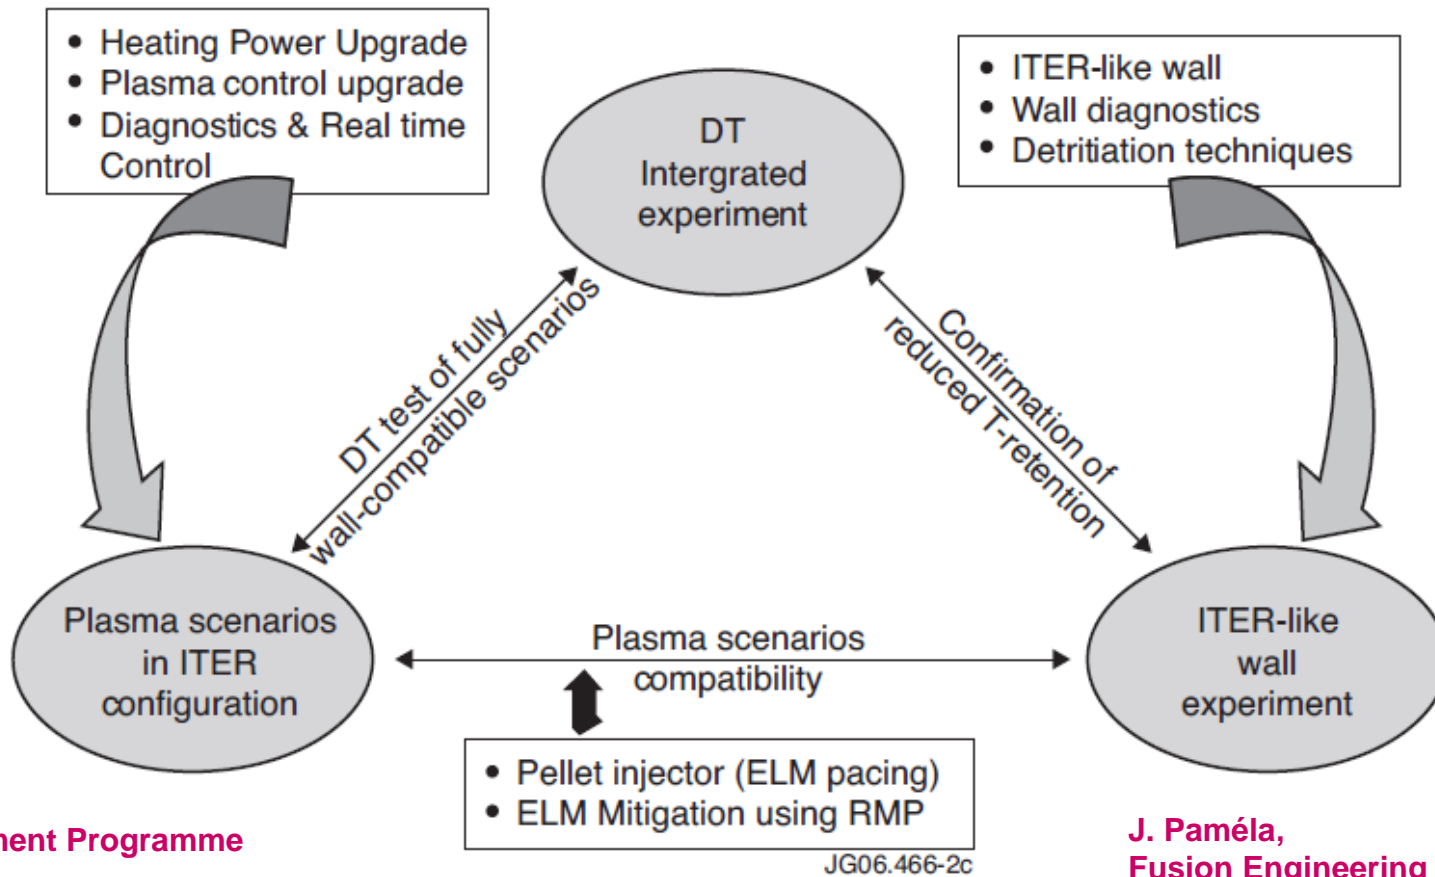 • Heating Power Upgrade
• Plasma control upgrade
• Diagnostics & Real time
Control
• ITER-like wall
• Wall diagnostics
• Detritiation techniques
DT
Intergrated
experiment
DT test of fully
wall-compatible scenarios
Confirmation of
reduced T-retention
Plasma scenarios
in ITER
configuration
Plasma scenarios
compatibility
ITER-like
wall
experiment
• Pellet injector (ELM pacing)
• ELM Mitigation using RMP
JG06.466-2c
ment Programme
J. Paméla,
Fusion Engineering